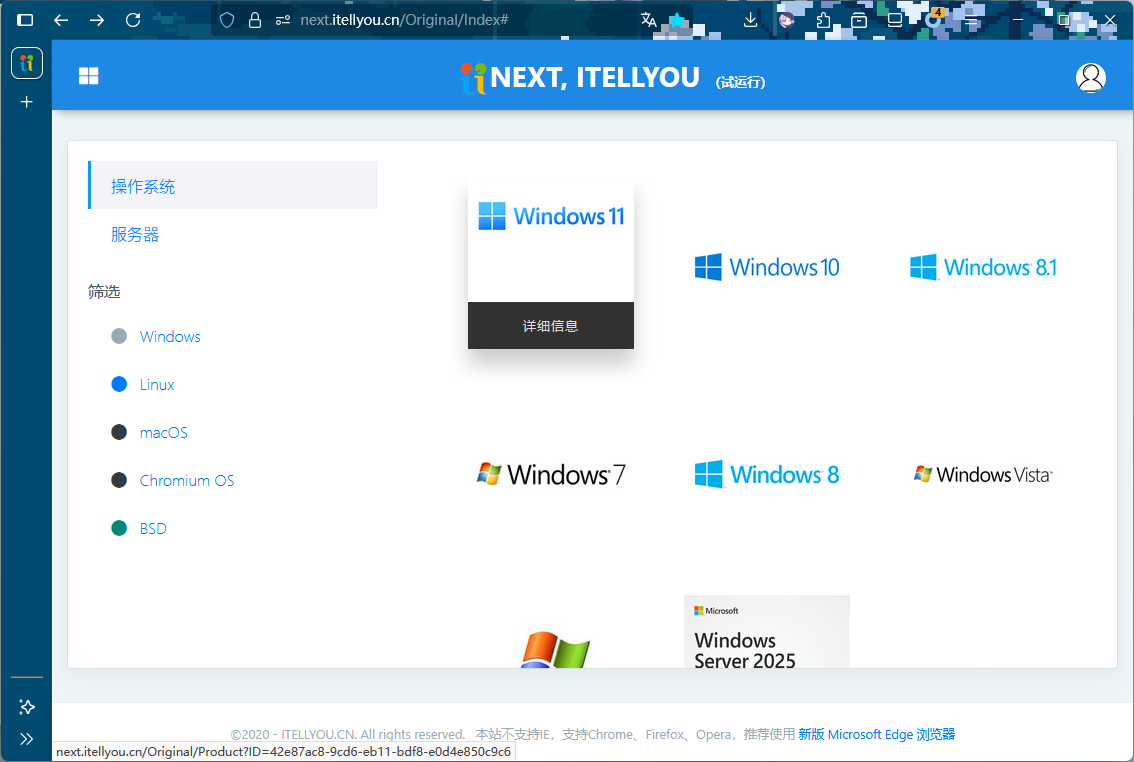 next.itellyou.cn/Original/Index#
4
NEXT, ITELLYOU (试运行)
操作系统
服务器
筛选
Windows
Linux
macOS
Chromium OS
BSD
Windows 11
详细信息
Windows 10
Windows 8.1
Windows 7
Windows 8
Windows Vista
Microsoft
Windows
Server 2025
©2020 - ITELLYOU.CN. All rights reserved. 本站不支持IE，支持Chrome、Firefox、Opera，推荐使用 新版 Microsoft Edge 浏览器
next.itellyou.cn/Original/Product?ID=42e87ac8-9cd6-eb11-bdf8-e0d4e850c9c6